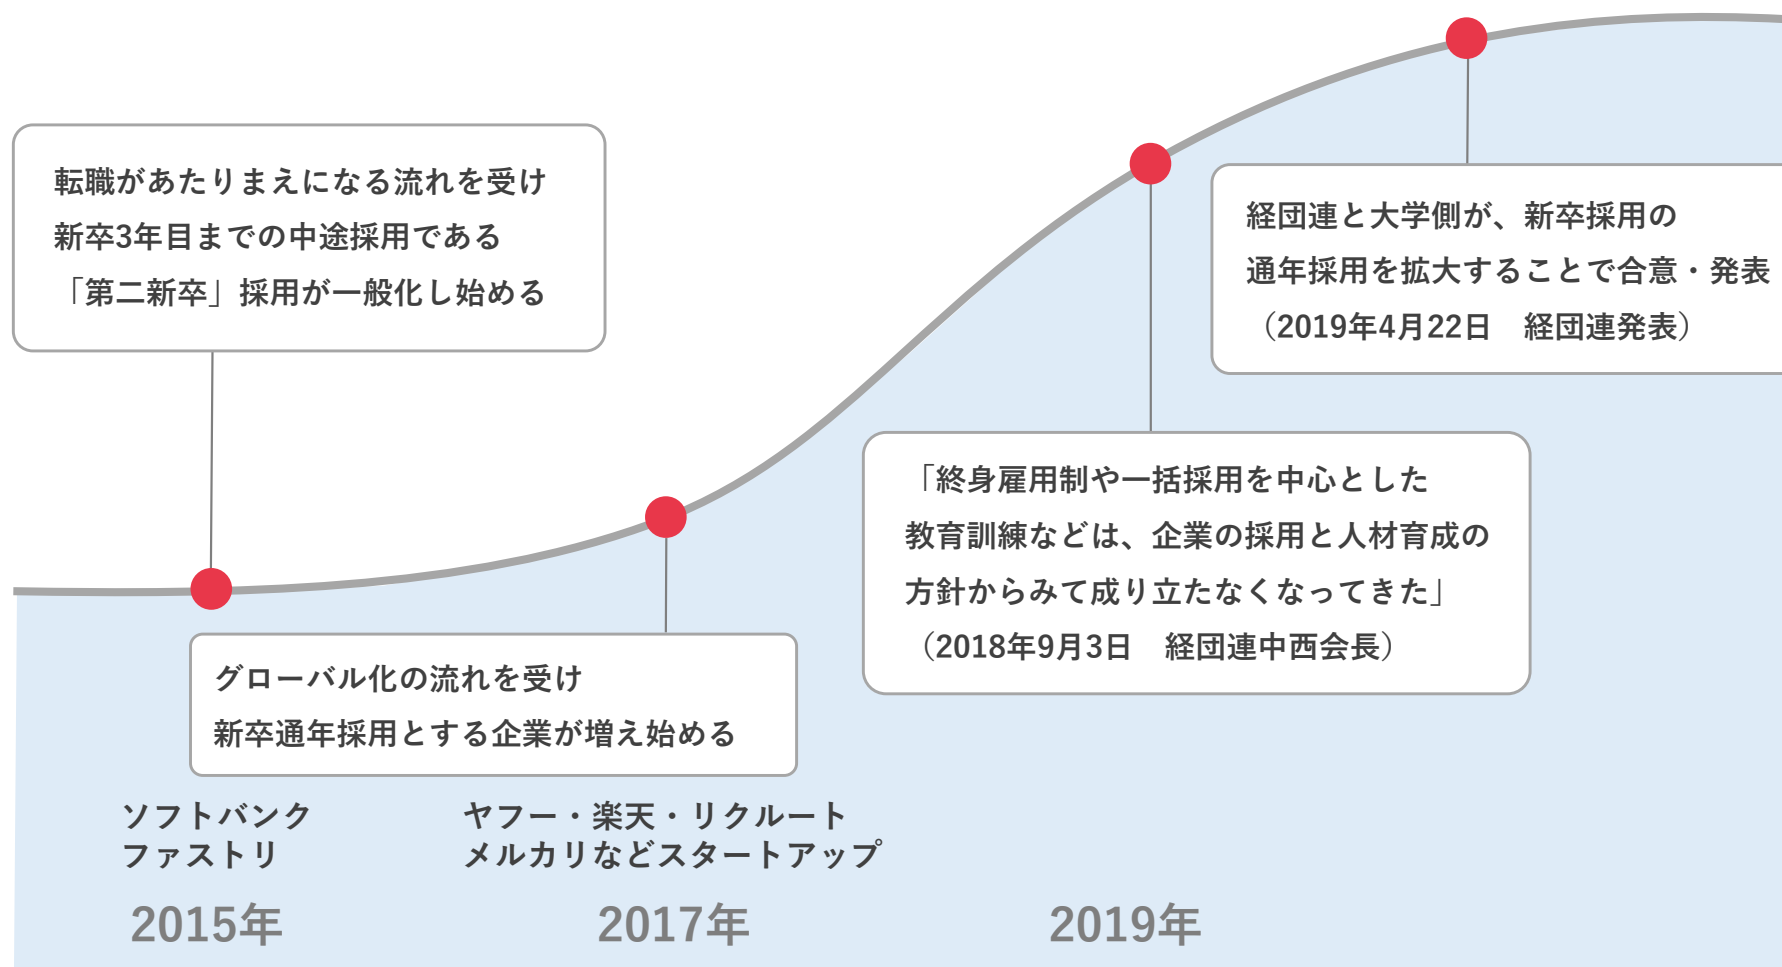 転職があたりまえになる流れを受け
新卒3年目までの中途採用である
「第二新卒」採用が一般化し始める
グローバル化の流れを受け
新卒通年採用とする企業が増え始める
「終身雇用制や一括採用を中心とした
教育訓練などは、企業の採用と人材育成の
方針からみて成り立たなくなってきた」
（2018年9月3日　経団連中西会長）
経団連と大学側が、新卒採用の
通年採用を拡大することで合意・発表
（2019年4月22日　経団連発表）
ソフトバンク
ファストリ
ヤフー・楽天・リクルート
メルカリなどスタートアップ
2015年
2017年
2019年